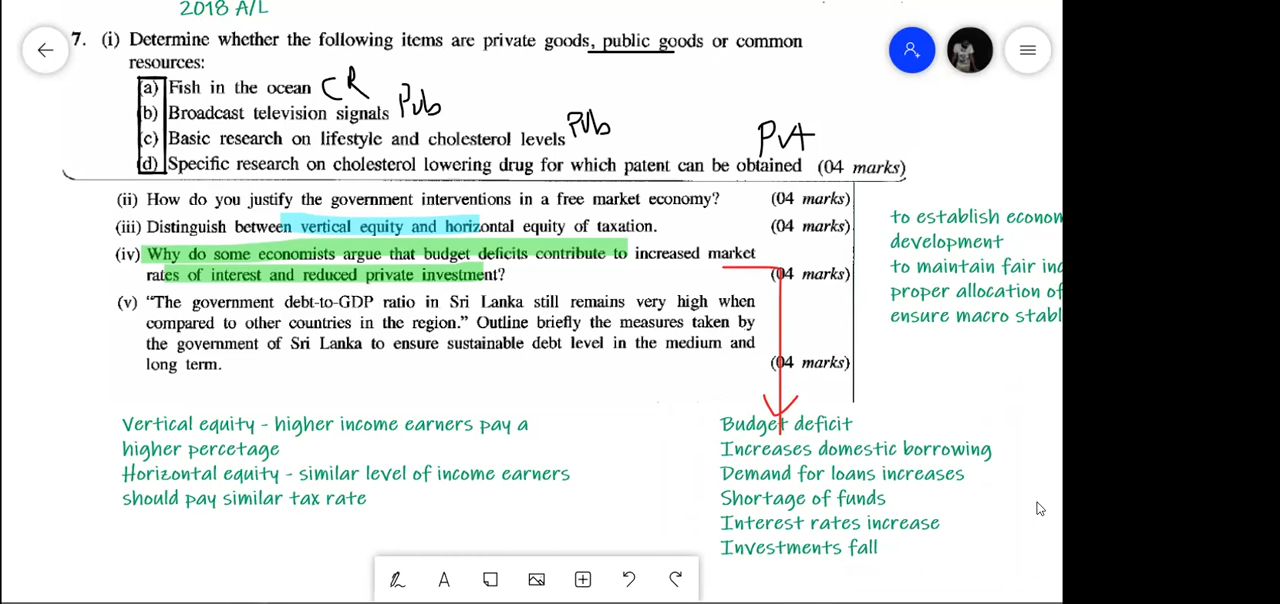 2018 A/L
7. (i) Determine whether the following items are private goods, public goods or common
resources:
(a) Fish in the ocean CR
(b) Broadcast television signals Pub
(c) Basic research on lifestyle and cholesterol levels Pub
(d) Specific research on cholesterol lowering drug for which patent can be obtained (04 marks)
Pvt
(ii) How do you justify the government interventions in a free market economy? (04 marks)
(iii) Distinguish between vertical equity and horizontal equity of taxation. (04 marks)
(iv) Why do some economists argue that budget deficits contribute to increased market
rates of interest and reduced private investment? (04 marks)
(v) “The government debt-to-GDP ratio in Sri Lanka still remains very high when
compared to other countries in the region.” Outline briefly the measures taken by
the government of Sri Lanka to ensure sustainable debt level in the medium and
long term. (04 marks)
to establish econom
development
to maintain fair in
proper allocation of
ensure macro stabl
Vertical equity - higher income earners pay a
higher percetage
Horizontal equity - similar level of income earners
should pay similar tax rate
Budget deficit
Increases domestic borrowing
Demand for loans increases
Shortage of funds
Interest rates increase
Investments fall
A